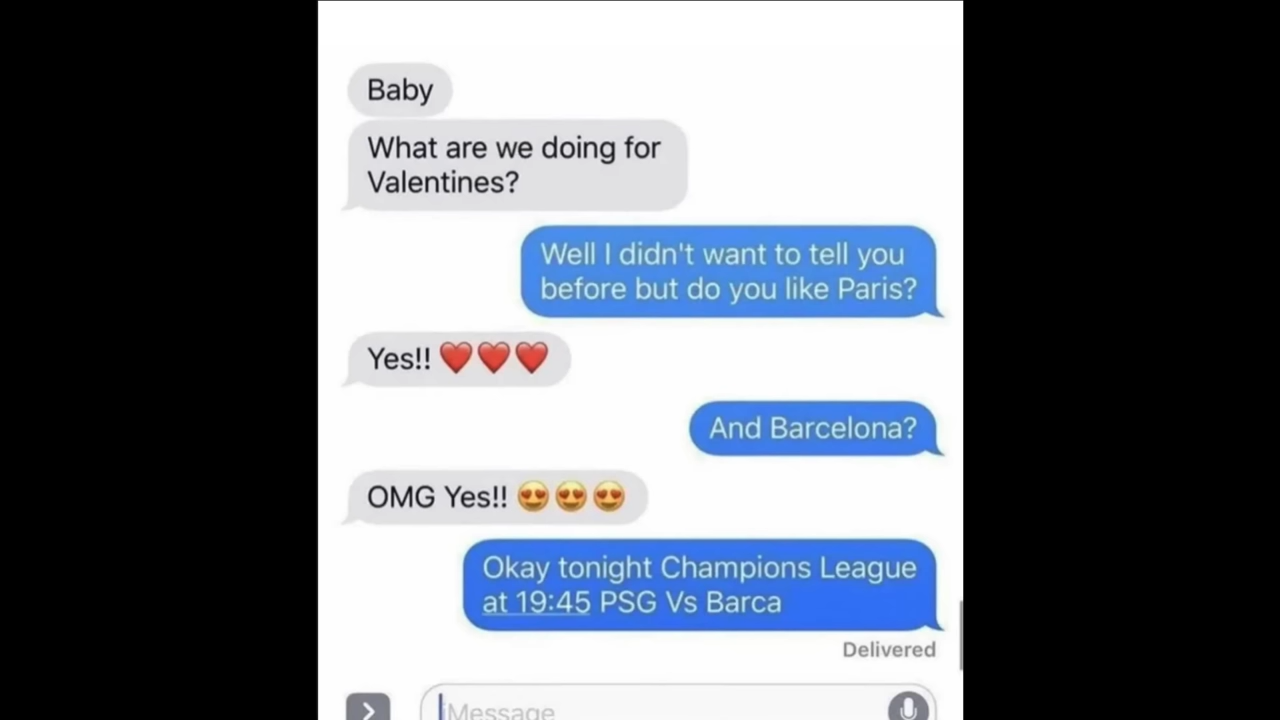 Baby
What are we doing for
Valentines?
Well I didn't want to tell you
before but do you like Paris?
Yes!! ❤️❤️❤️
And Barcelona?
OMG Yes!! 😍😍😍
Okay tonight Champions League
at 19:45 PSG Vs Barca
Delivered
Message